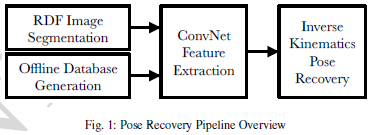 RDF Image
Segmentation
Offline Database
Generation
ConvNet
Feature
Extraction
Inverse
Kinematics
Pose
Recovery
Fig. 1: Pose Recovery Pipeline Overview